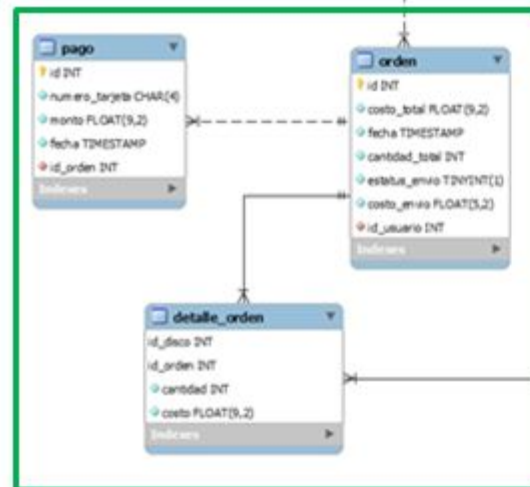 pago
id INT
numero_tarjeta CHAR(4)
monto FLOAT(9,2)
fecha TIMESTAMP
id_orden INT
Indexes
orden
id INT
costo_total FLOAT(9,2)
fecha TIMESTAMP
cantidad_total INT
estatus_envio TINYINT(1)
costo_envio FLOAT(5,2)
id_usuario INT
Indexes
detalle_orden
id_disco INT
id_orden INT
cantidad INT
costo FLOAT(9,2)
Indexes